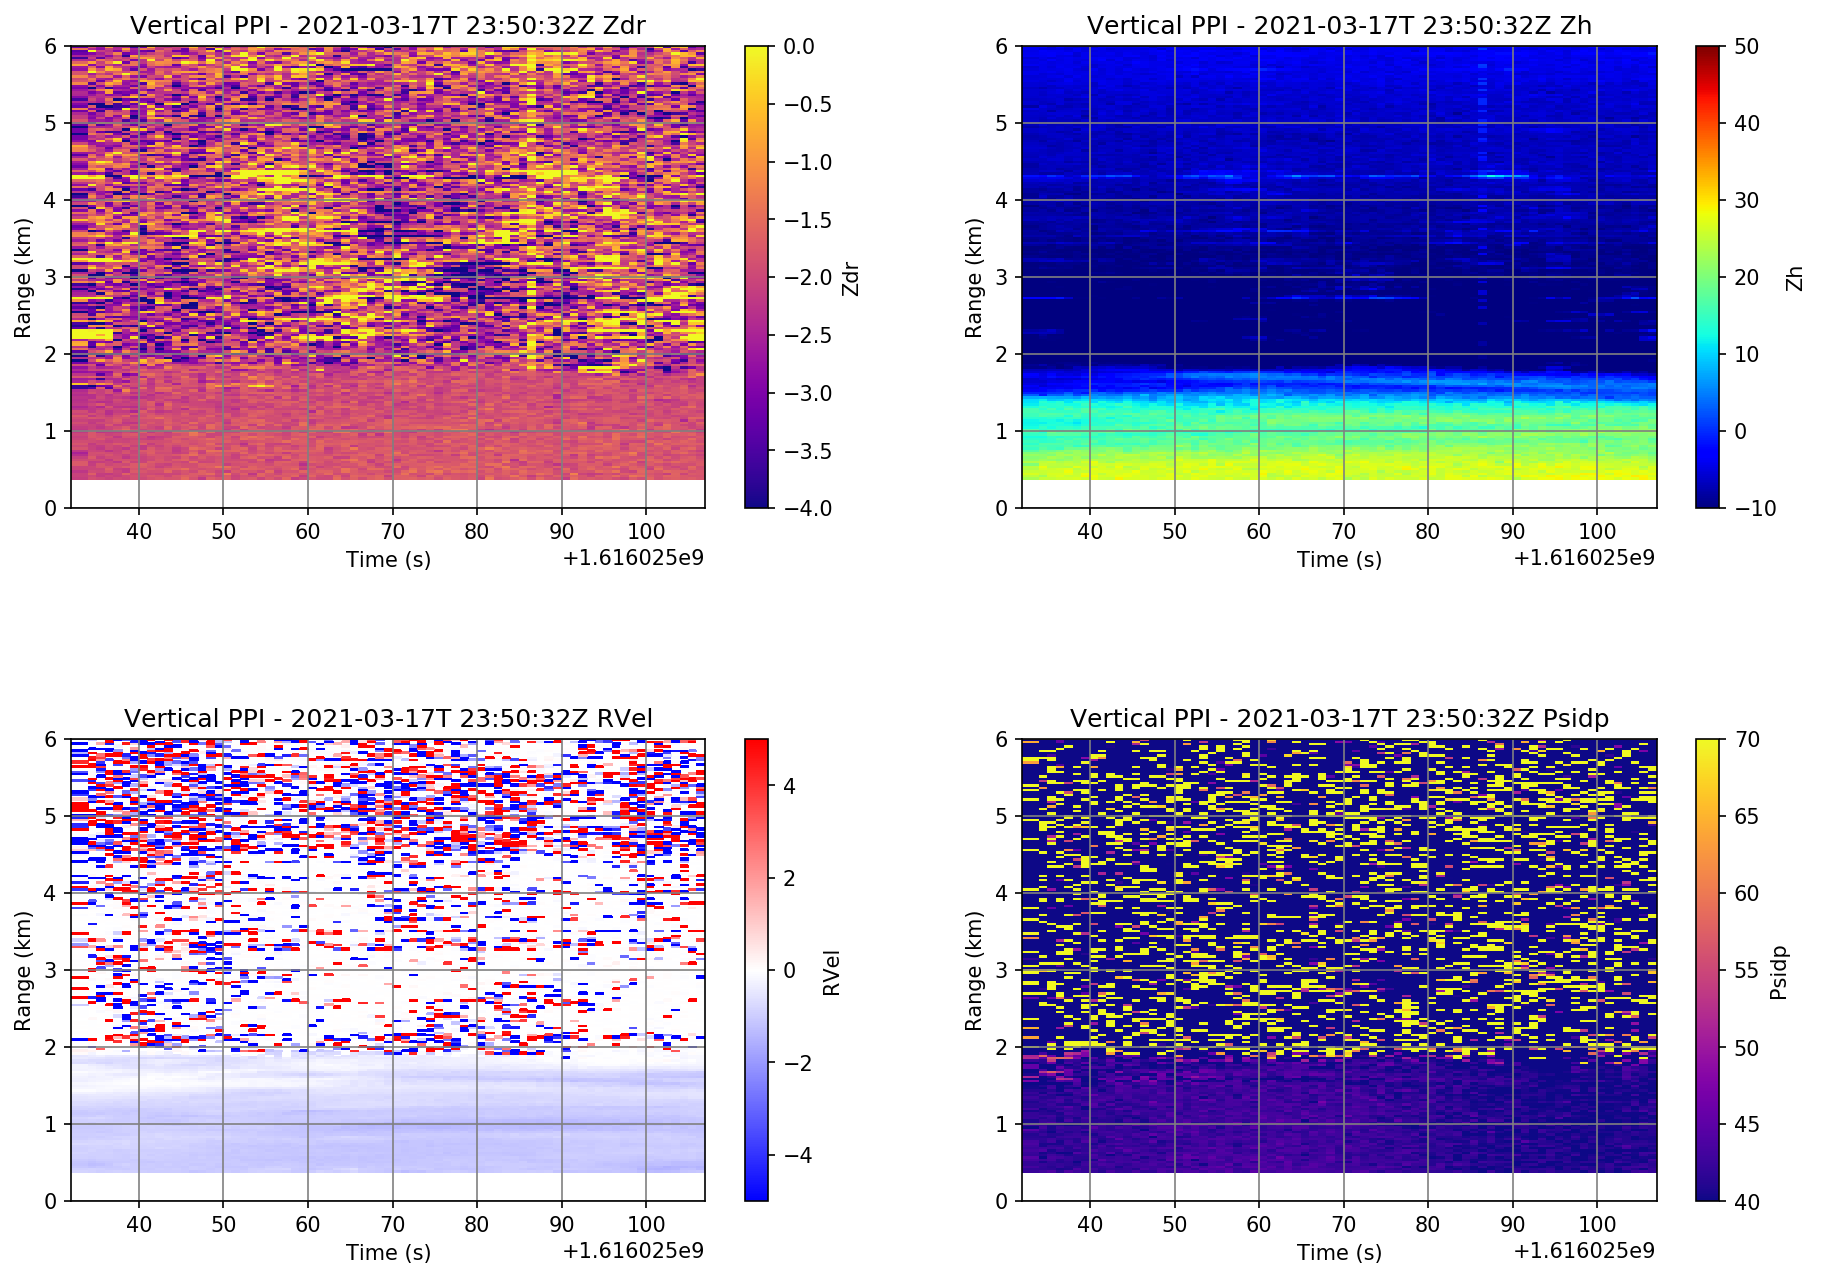 Vertical PPI - 2021-03-17T 23:50:32Z Zdr
6
5
4
3
2
1
0
Range (km)
40 50 60 70 80 90 100
Time (s)
+1.616025e9
0.0
−0.5
−1.0
−1.5
−2.0
−2.5
−3.0
−3.5
−4.0
Zdr
Vertical PPI - 2021-03-17T 23:50:32Z Zh
6
5
4
3
2
1
0
Range (km)
40 50 60 70 80 90 100
Time (s)
+1.616025e9
50
40
30
20
10
0
−10
Zh
Vertical PPI - 2021-03-17T 23:50:32Z RVel
6
5
4
3
2
1
0
Range (km)
40 50 60 70 80 90 100
Time (s)
+1.616025e9
4
2
0
−2
−4
RVel
Vertical PPI - 2021-03-17T 23:50:32Z Psidp
6
5
4
3
2
1
0
Range (km)
40 50 60 70 80 90 100
Time (s)
+1.616025e9
70
65
60
55
50
45
40
Psidp